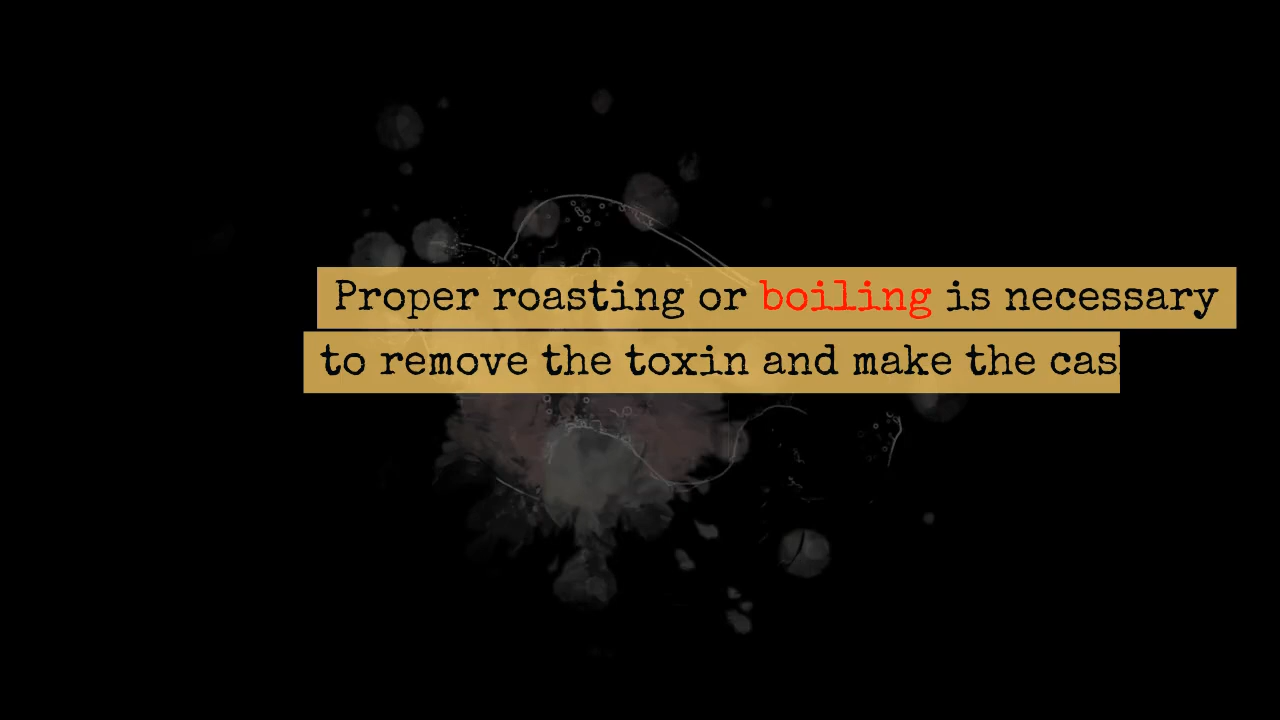 Proper roasting or boiling is necessary
to remove the toxin and make the cas